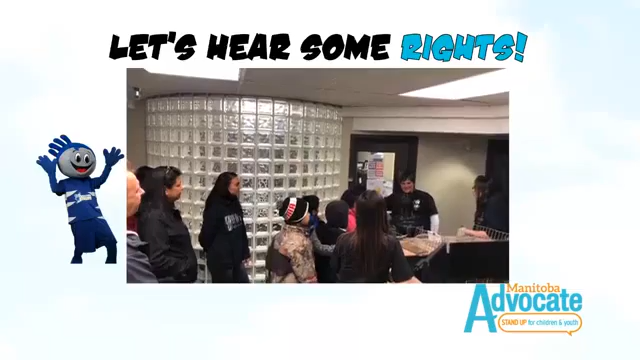 LET'S HEAR SOME RIGHTS!
Manitoba
Advocate
STAND UP for children & youth